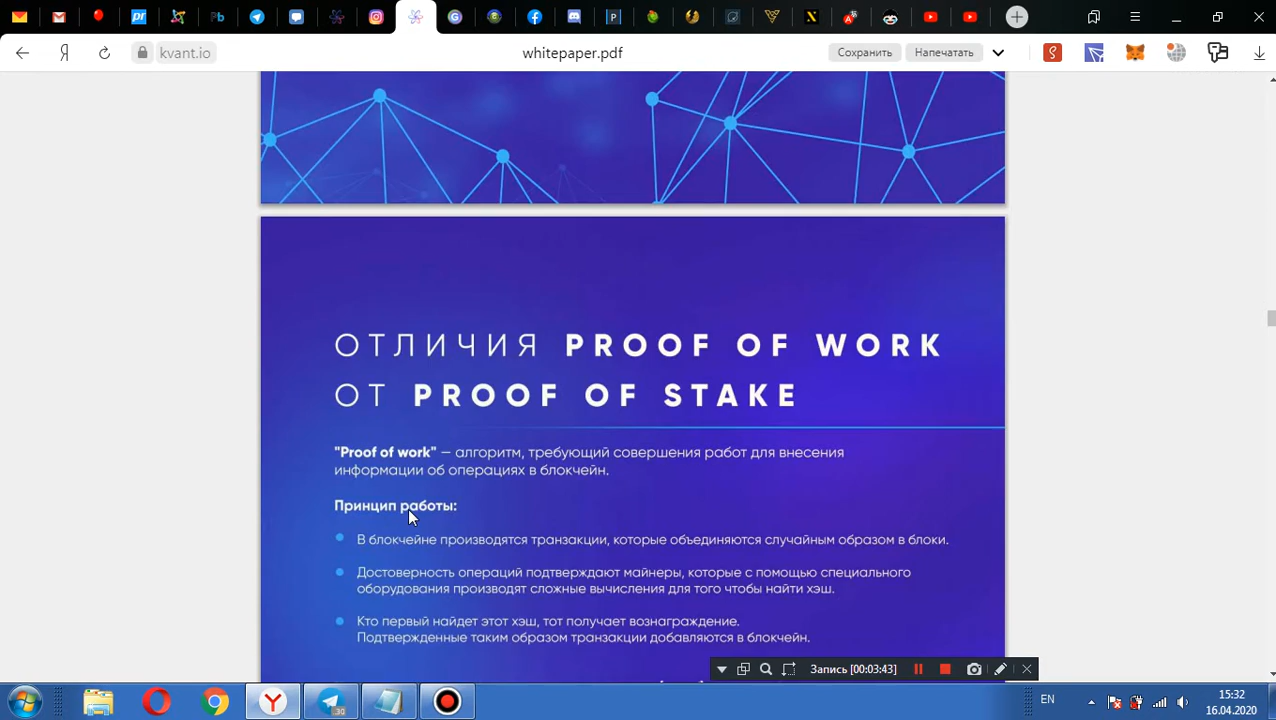 kvant.io
whitepaper.pdf
Сохранить
Напечатать
ОТЛИЧИЯ PROOF OF WORK
ОТ PROOF OF STAKE
"Proof of work" — алгоритм, требующий совершения работ для внесения
информации об операциях в блокчейн.
Принцип работы:
В блокчейне производятся транзакции, которые объединяются случайным образом в блоки.
Достоверность операций подтверждают майнеры, которые с помощью специального
оборудования производят сложные вычисления для того чтобы найти хэш.
Кто первый найдет этот хэш, тот получает вознаграждение.
Подтвержденные таким образом транзакции добавляются в блокчейн.
Запись [00:03:43]
30
EN
15:32
16.04.2020